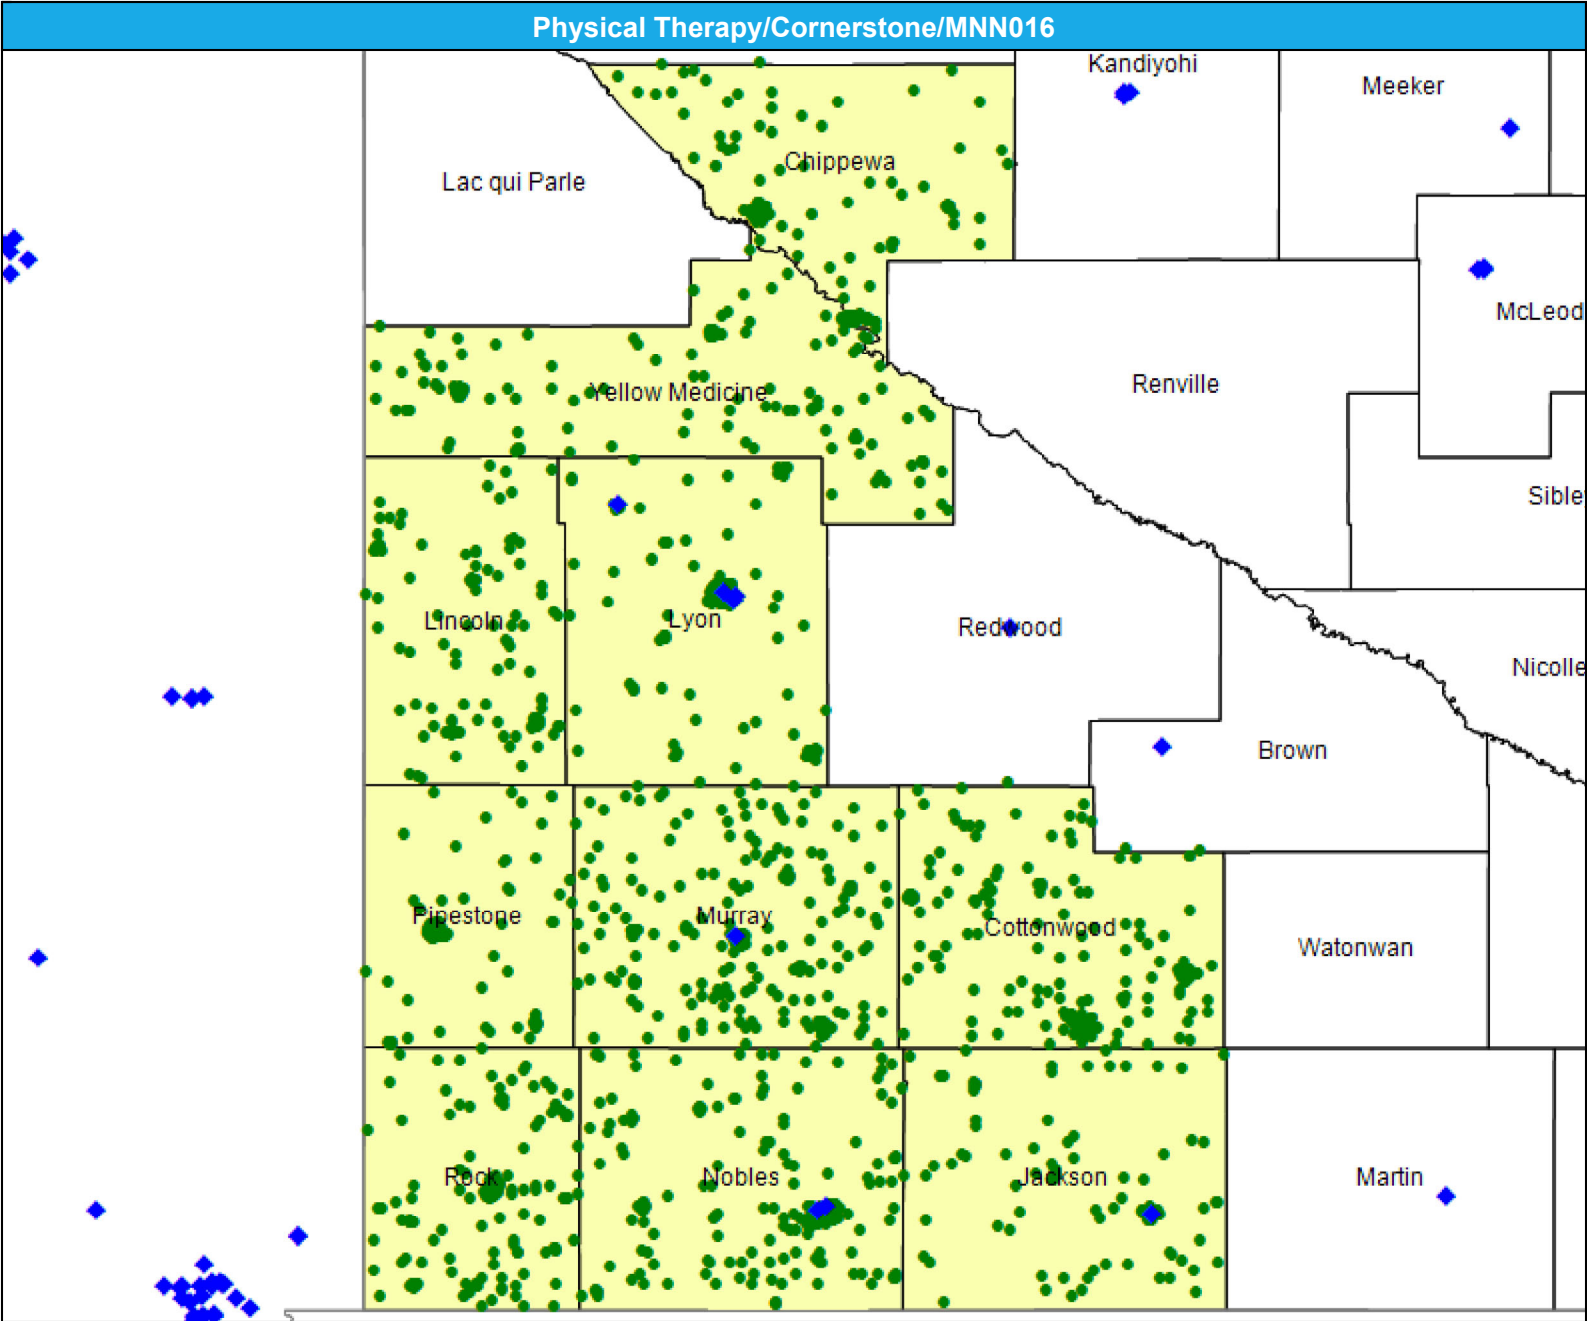 Physical Therapy/Cornerstone/MNN016
Kandiyohi
Meeker
Chippewa
Lac qui Parle
McLeod
Renville
Yellow Medicine
Sible
Lincoln
Lyon
Redwood
Nicolle
Brown
Pipestone
Murray
Cottonwood
Watonwan
Rock
Nobles
Jackson
Martin